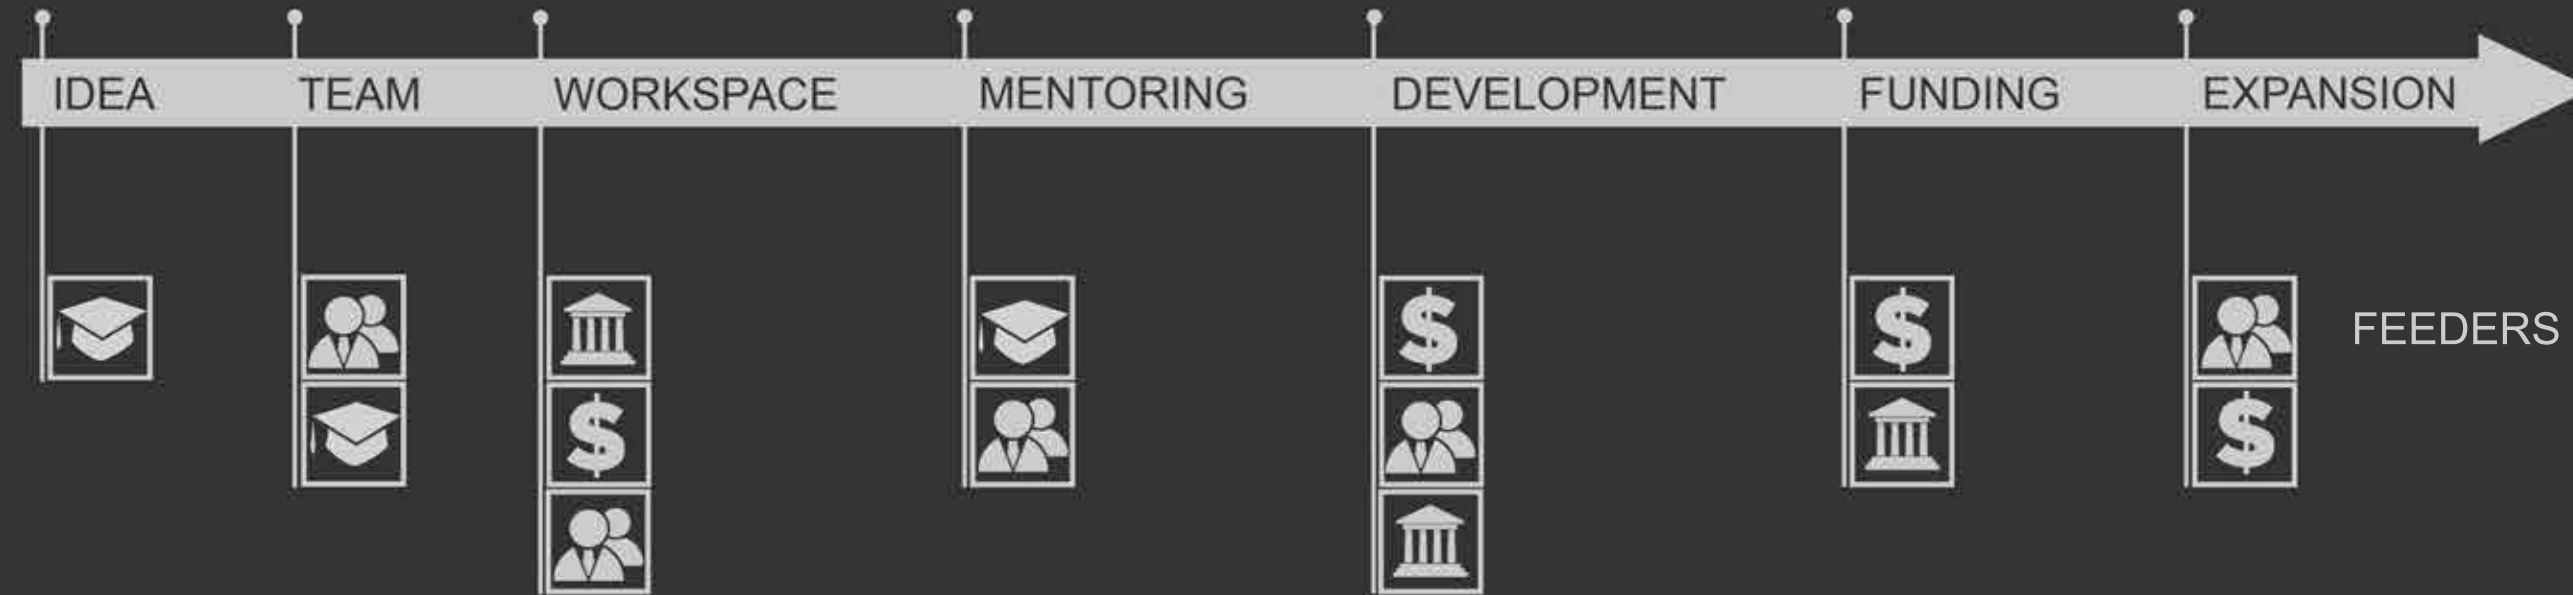 IDEA
TEAM
WORKSPACE
MENTORING
DEVELOPMENT
FUNDING
EXPANSION
$
$
$
$
FEEDERS